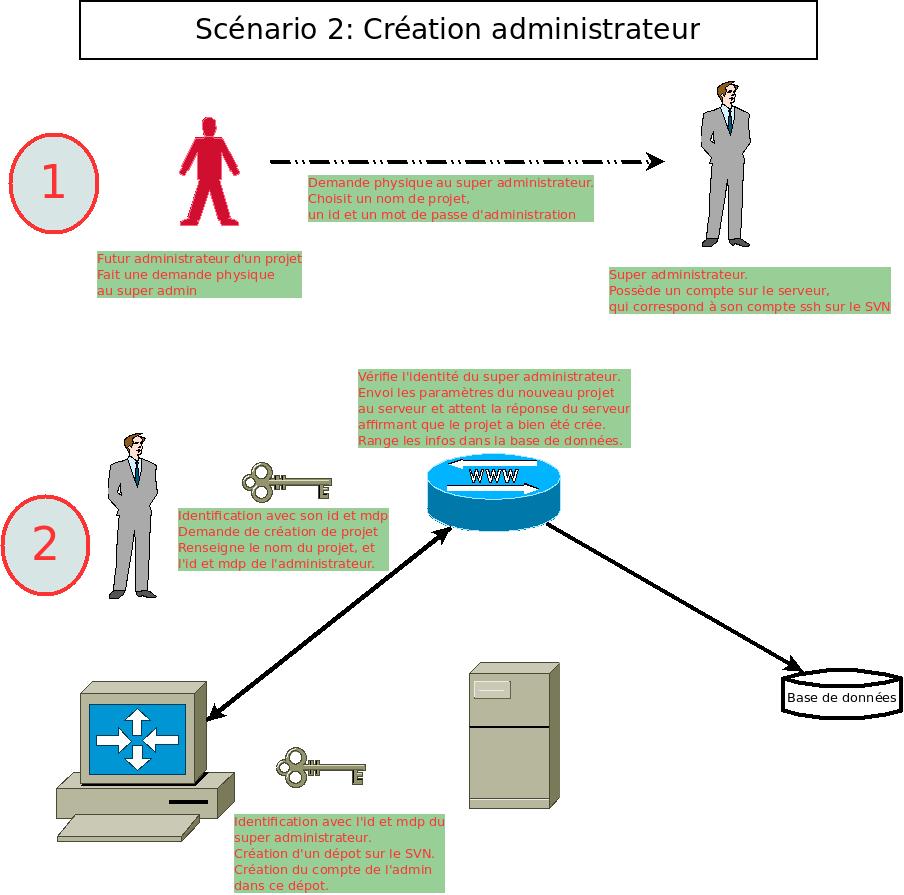 Scénario 2: Création administrateur
1
Demande physique au super administrateur.
Choisit un nom de projet,
un id et un mot de passe d'administration
Futur administrateur d'un projet
Fait une demande physique
au super admin
Super administrateur.
Possède un compte sur le serveur,
qui correspond à son compte ssh sur le SVN
Vérifie l'identité du super administrateur.
Envoi les paramètres du nouveau projet
au serveur et attent la réponse du serveur
affirmant que le projet a bien été crée.
Range les infos dans la base de données.
WWW
2
Identification avec son id et mdp
Demande de création de projet
Renseigne le nom du projet, et
l'id et mdp de l'administrateur.
Base de données
Identification avec l'id et mdp du
super administrateur.
Création d'un dépot sur le SVN.
Création du compte de l'admin
dans ce dépot.